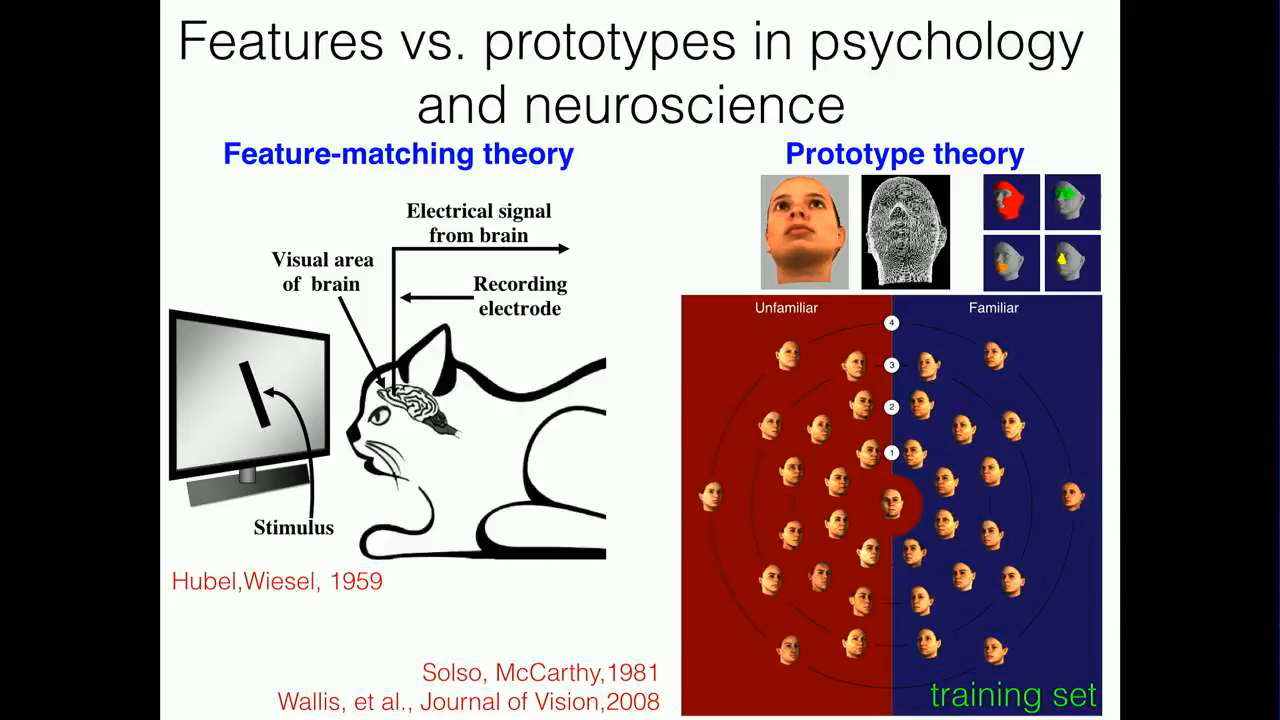 Features vs. prototypes in psychology
and neuroscience
Feature-matching theory
Electrical signal
from brain
Visual area
of brain
Recording
electrode
Stimulus
Hubel,Wiesel, 1959
Prototype theory
Unfamiliar
Familiar
4
3
2
1
training set
Solso, McCarthy,1981
Wallis, et al., Journal of Vision,2008